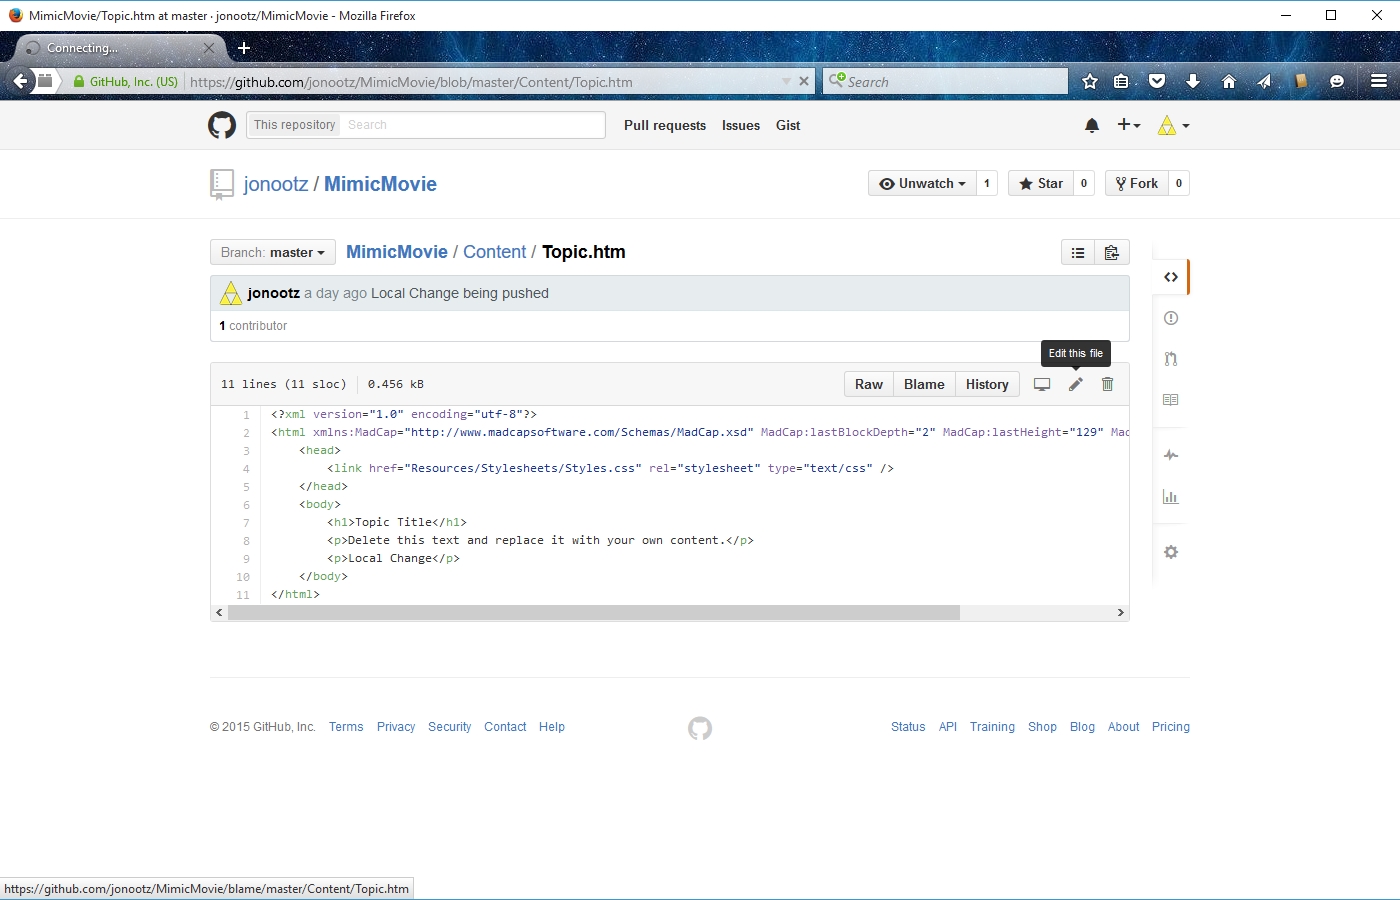 MimicMovie/Topic.htm at master · jonootz/MimicMovie - Mozilla Firefox
Connecting...
GitHub, Inc. (US) https://github.com/jonootz/MimicMovie/blob/master/Content/Topic.htm Search
This repository Search Pull requests Issues Gist
jonootz / MimicMovie Unwatch 1 Star 0 Fork 0
Branch: master MimicMovie / Content / Topic.htm
jonootz a day ago Local Change being pushed
1 contributor
Edit this file
11 lines (11 sloc) 0.456 kB Raw Blame History
1 <?xml version="1.0" encoding="utf-8"?>
2 <html xmlns:MadCap="http://www.madcapsoftware.com/Schemas/MadCap.xsd" MadCap:lastBlockDepth="2" MadCap:lastHeight="129" Mac
3 <head>
4 <link href="Resources/Stylesheets/Styles.css" rel="stylesheet" type="text/css" />
5 </head>
6 <body>
7 <h1>Topic Title</h1>
8 <p>Delete this text and replace it with your own content.</p>
9 <p>Local Change</p>
10 </body>
11 </html>
© 2015 GitHub, Inc. Terms Privacy Security Contact Help Status API Training Shop Blog About Pricing
https://github.com/jonootz/MimicMovie/blame/master/Content/Topic.htm